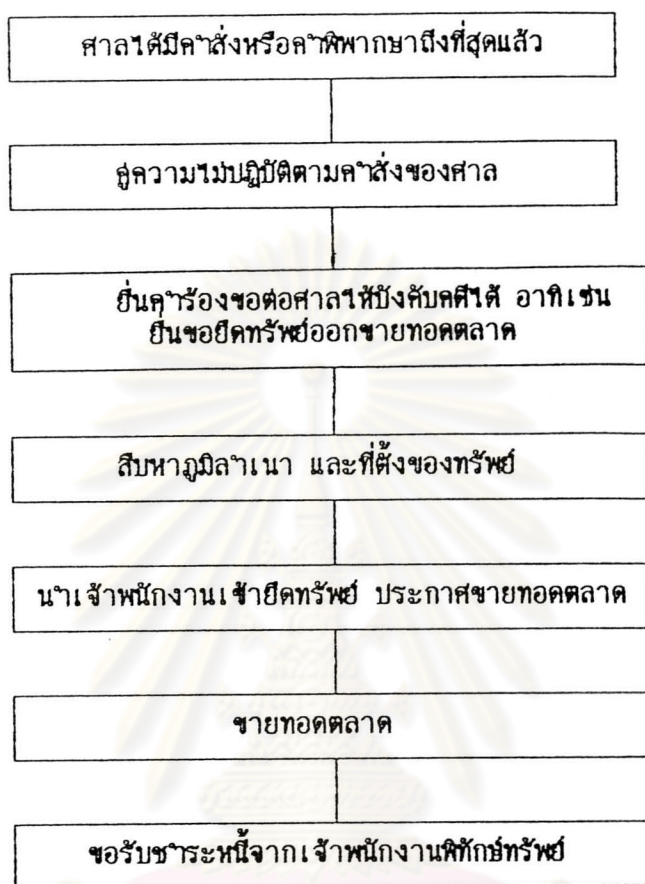 ศาลได้มีคำสั่งหรือคำพิพากษาถึงที่สุดแล้ว
คู่ความไม่ปฏิบัติตามคำสั่งของศาล
ยื่นคำร้องขอต่อศาลให้บังคับคดีได้ อาทิเช่น
ยื่นขอยึดทรัพย์ออกขายทอดตลาด
สืบหาภูมิลำเนา และที่ตั้งของทรัพย์
นำเจ้าพนักงานเข้ายึดทรัพย์ ประกาศขายทอดตลาด
ขายทอดตลาด
ขอรับชำระหนี้จากเจ้าพนักงานพิทักษ์ทรัพย์